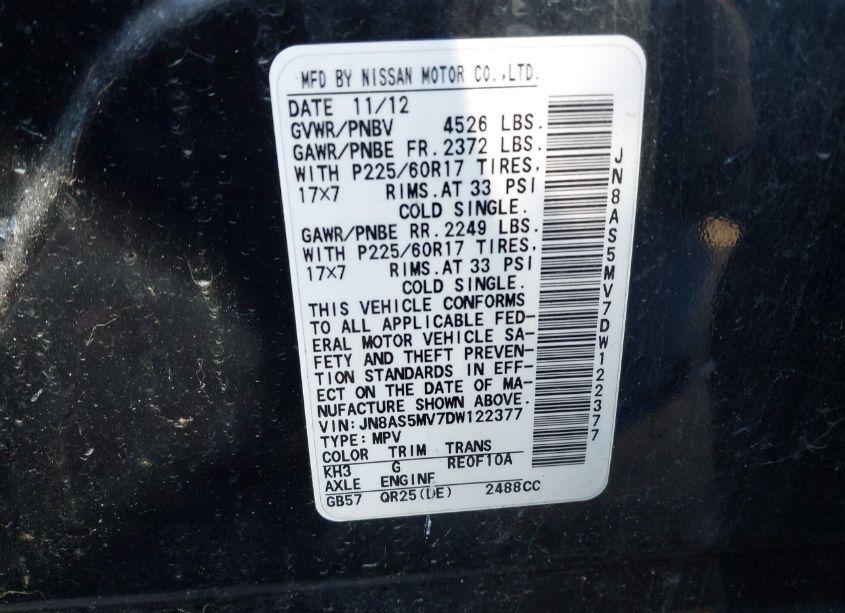 MFD BY NISSAN MOTOR CO.,LTD.
DATE 11/12
GVWR/PNBV 4526 LBS.
GAWR/PNBE FR. 2372 LBS.
WITH P225/60R17 TIRES,
17×7 RIMS.AT 33 PSI
COLD SINGLE.
GAWR/PNBE RR. 2249 LBS.
WITH P225/60R17 TIRES,
17×7 RIMS.AT 33 PSI
COLD SINGLE.
THIS VEHICLE CONFORMS
TO ALL APPLICABLE FED-
ERAL MOTOR VEHICLE SA-
FETY AND THEFT PREVEN-
TION STANDARDS IN EFF-
ECT ON THE DATE OF MA-
NUFACTURE SHOWN ABOVE.
VIN: JN8AS5MV7DW122377
TYPE: MPV
COLOR TRIM TRANS
KH3 G RE0F10A
AXLE ENGINE
GB57 QR25(DE) 2488CC
JN8AS5MV7DW122377